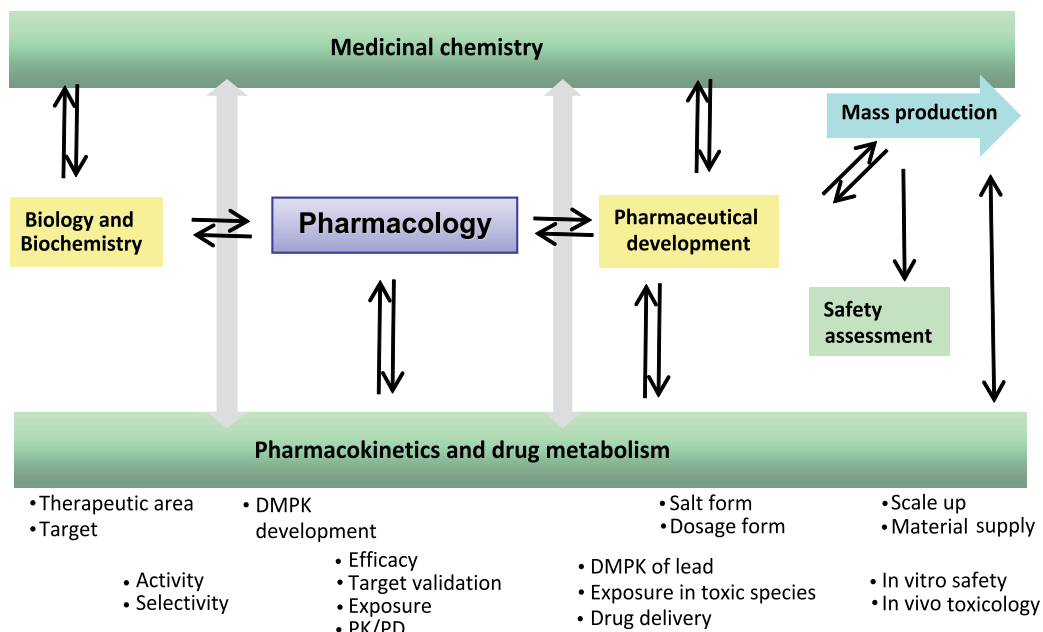 Medicinal chemistry
Mass production
Biology and
Biochemistry
Pharmacology
Pharmaceutical
development
Safety
assessment
Pharmacokinetics and drug metabolism
•Therapeutic area
•Target
• Activity
• Selectivity
• DMPK
development
• Efficacy
• Target validation
• Exposure
• PK/PD
• Salt form
• Dosage form
• DMPK of lead
• Exposure in toxic species
• Drug delivery
• Scale up
• Material supply
• In vitro safety
• In vivo toxicology